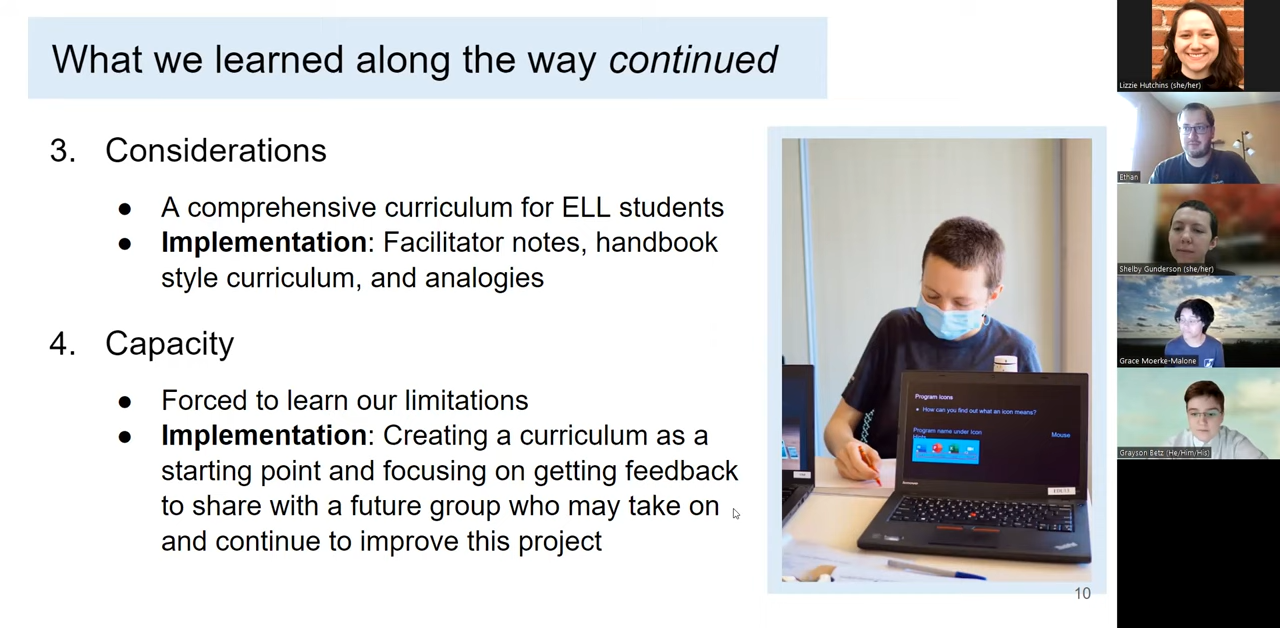 What we learned along the way continued
3. Considerations
● A comprehensive curriculum for ELL students
● Implementation: Facilitator notes, handbook
style curriculum, and analogies
4. Capacity
● Forced to learn our limitations
● Implementation: Creating a curriculum as a
starting point and focusing on getting feedback
to share with a future group who may take on
and continue to improve this project
Program Icons
• How can you find out what an icon means?
Program name under Icon
Mouse
ThinkPad
10
Lizzie Hutchins (she/her)
Ethan
Shelby Gunderson (she/her)
Grace Moerke-Malone
Grayson Betz (He/Him/His)